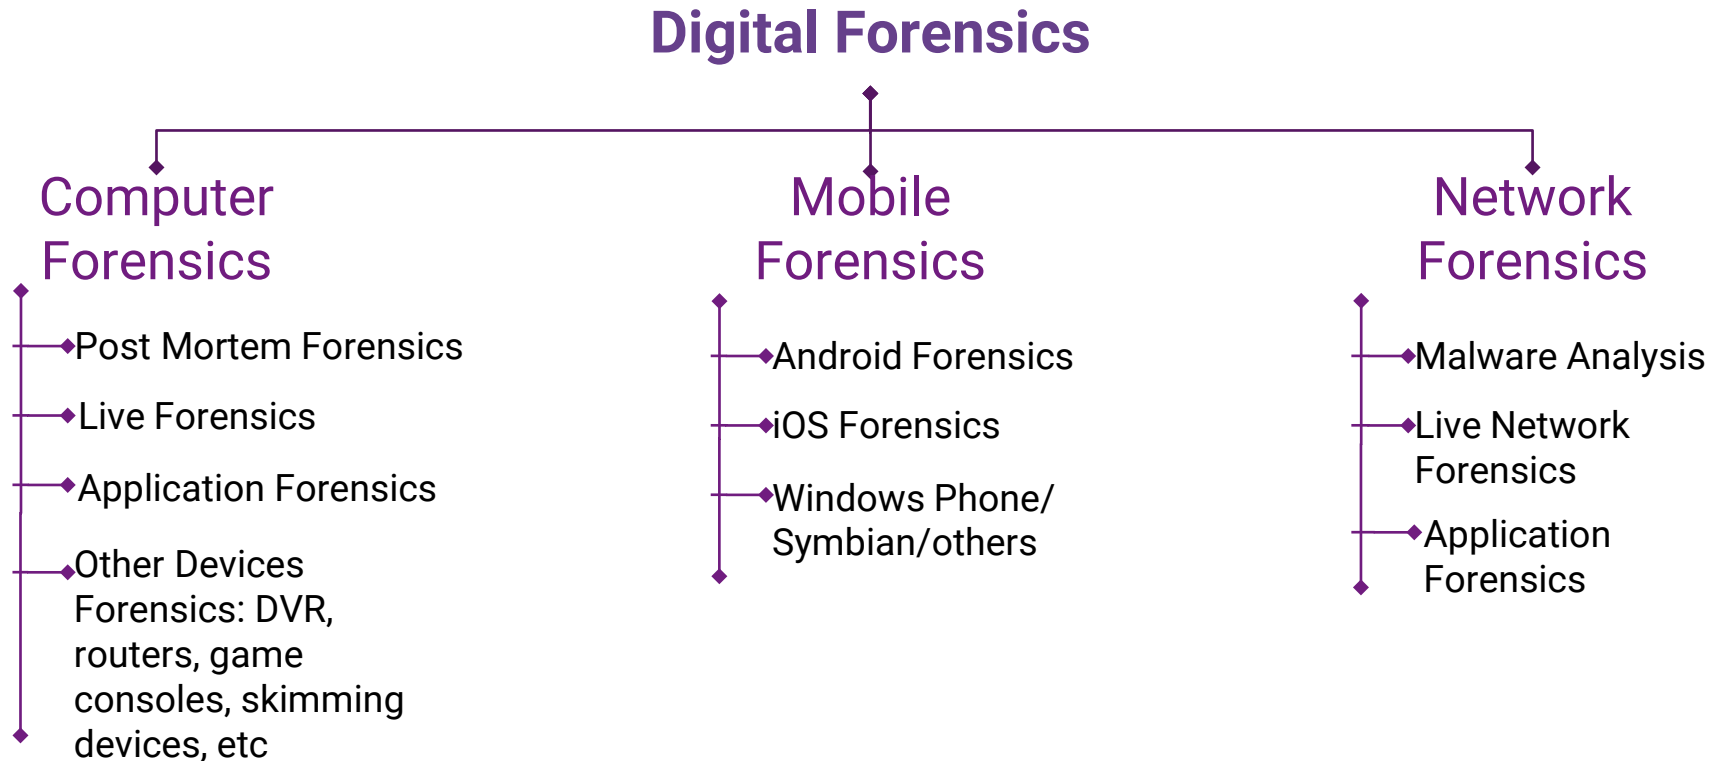 Digital Forensics
Computer
Forensics
Post Mortem Forensics
Live Forensics
Application Forensics
Other Devices
Forensics: DVR,
routers, game
consoles, skimming
devices, etc
Mobile
Forensics
Android Forensics
iOS Forensics
Windows Phone/
Symbian/others
Network
Forensics
Malware Analysis
Live Network
Forensics
Application
Forensics